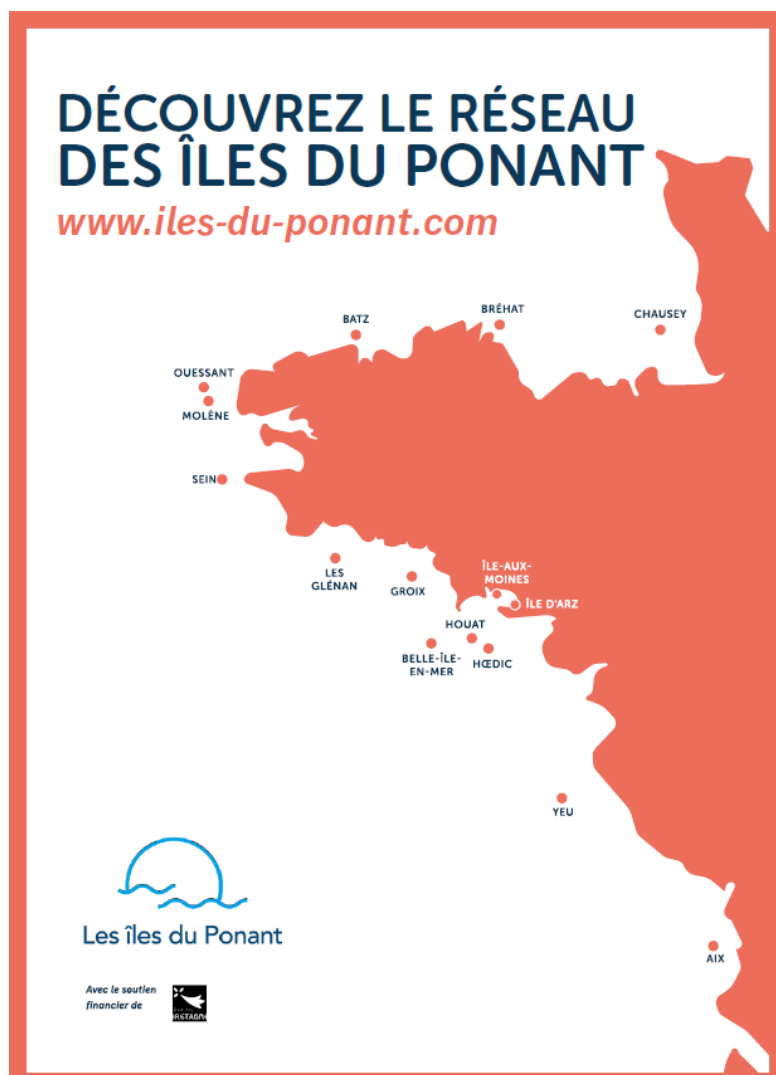 DÉCOUVREZ LE RÉSEAU
DES ÎLES DU PONANT
www.iles-du-ponant.com
BRÉHAT
CHAUSEY
BATZ
OUESSANT
MOLÈNE
SEIN
LES
GLÉNAN
GROIX
ÎLE-AUX-
MOINES
ÎLE D'ARZ
HOUAT
BELLE-ÎLE-
EN-MER
HŒDIC
YEU
AIX
Les îles du Ponant
Avec le soutien
financier de
BRETAGNE